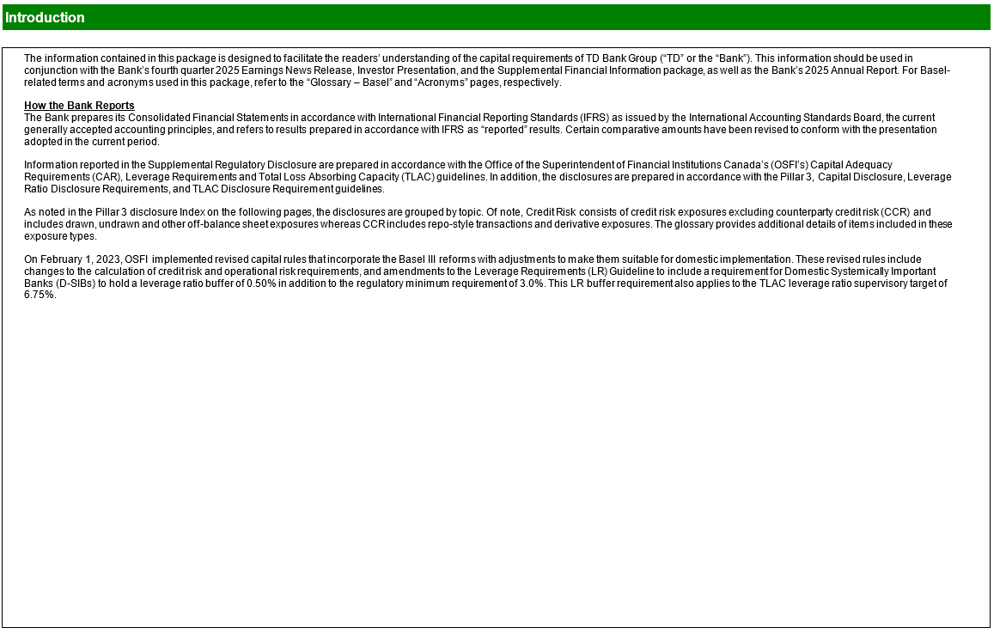 Introduction
The information contained in this package is designed to facilitate the readers’ understanding of the capital requirements of TD Bank Group (“TD” or the “Bank”). This information should be used in
conjunction with the Bank’s fourth quarter 2025 Earnings News Release, Investor Presentation, and the Supplemental Financial Information package, as well as the Bank’s 2025 Annual Report. For Basel-
related terms and acronyms used in this package, refer to the “Glossary – Basel” and “Acronyms” pages, respectively.
How the Bank Reports
The Bank prepares its Consolidated Financial Statements in accordance with International Financial Reporting Standards (IFRS) as issued by the International Accounting Standards Board, the current
generally accepted accounting principles, and refers to results prepared in accordance with IFRS as “reported” results. Certain comparative amounts have been revised to conform with the presentation
adopted in the current period.
Information reported in the Supplemental Regulatory Disclosure are prepared in accordance with the Office of the Superintendent of Financial Institutions Canada’s (OSFI’s) Capital Adequacy
Requirements (CAR), Leverage Requirements and Total Loss Absorbing Capacity (TLAC) guidelines. In addition, the disclosures are prepared in accordance with the Pillar 3, Capital Disclosure, Leverage
Ratio Disclosure Requirements, and TLAC Disclosure Requirement guidelines.
As noted in the Pillar 3 disclosure Index on the following pages, the disclosures are grouped by topic. Of note, Credit Risk consists of credit risk exposures excluding counterparty credit risk (CCR) and
includes drawn, undrawn and other off-balance sheet exposures whereas CCR includes repo-style transactions and derivative exposures. The glossary provides additional details of items included in these
exposure types.
On February 1, 2023, OSFI implemented revised capital rules that incorporate the Basel III reforms with adjustments to make them suitable for domestic implementation. These revised rules include
changes to the calculation of credit risk and operational risk requirements, and amendments to the Leverage Requirements (LR) Guideline to include a requirement for Domestic Systemically Important
Banks (D-SIBs) to hold a leverage ratio buffer of 0.50% in addition to the regulatory minimum requirement of 3.0%. This LR buffer requirement also applies to the TLAC leverage ratio supervisory target of
6.75%.